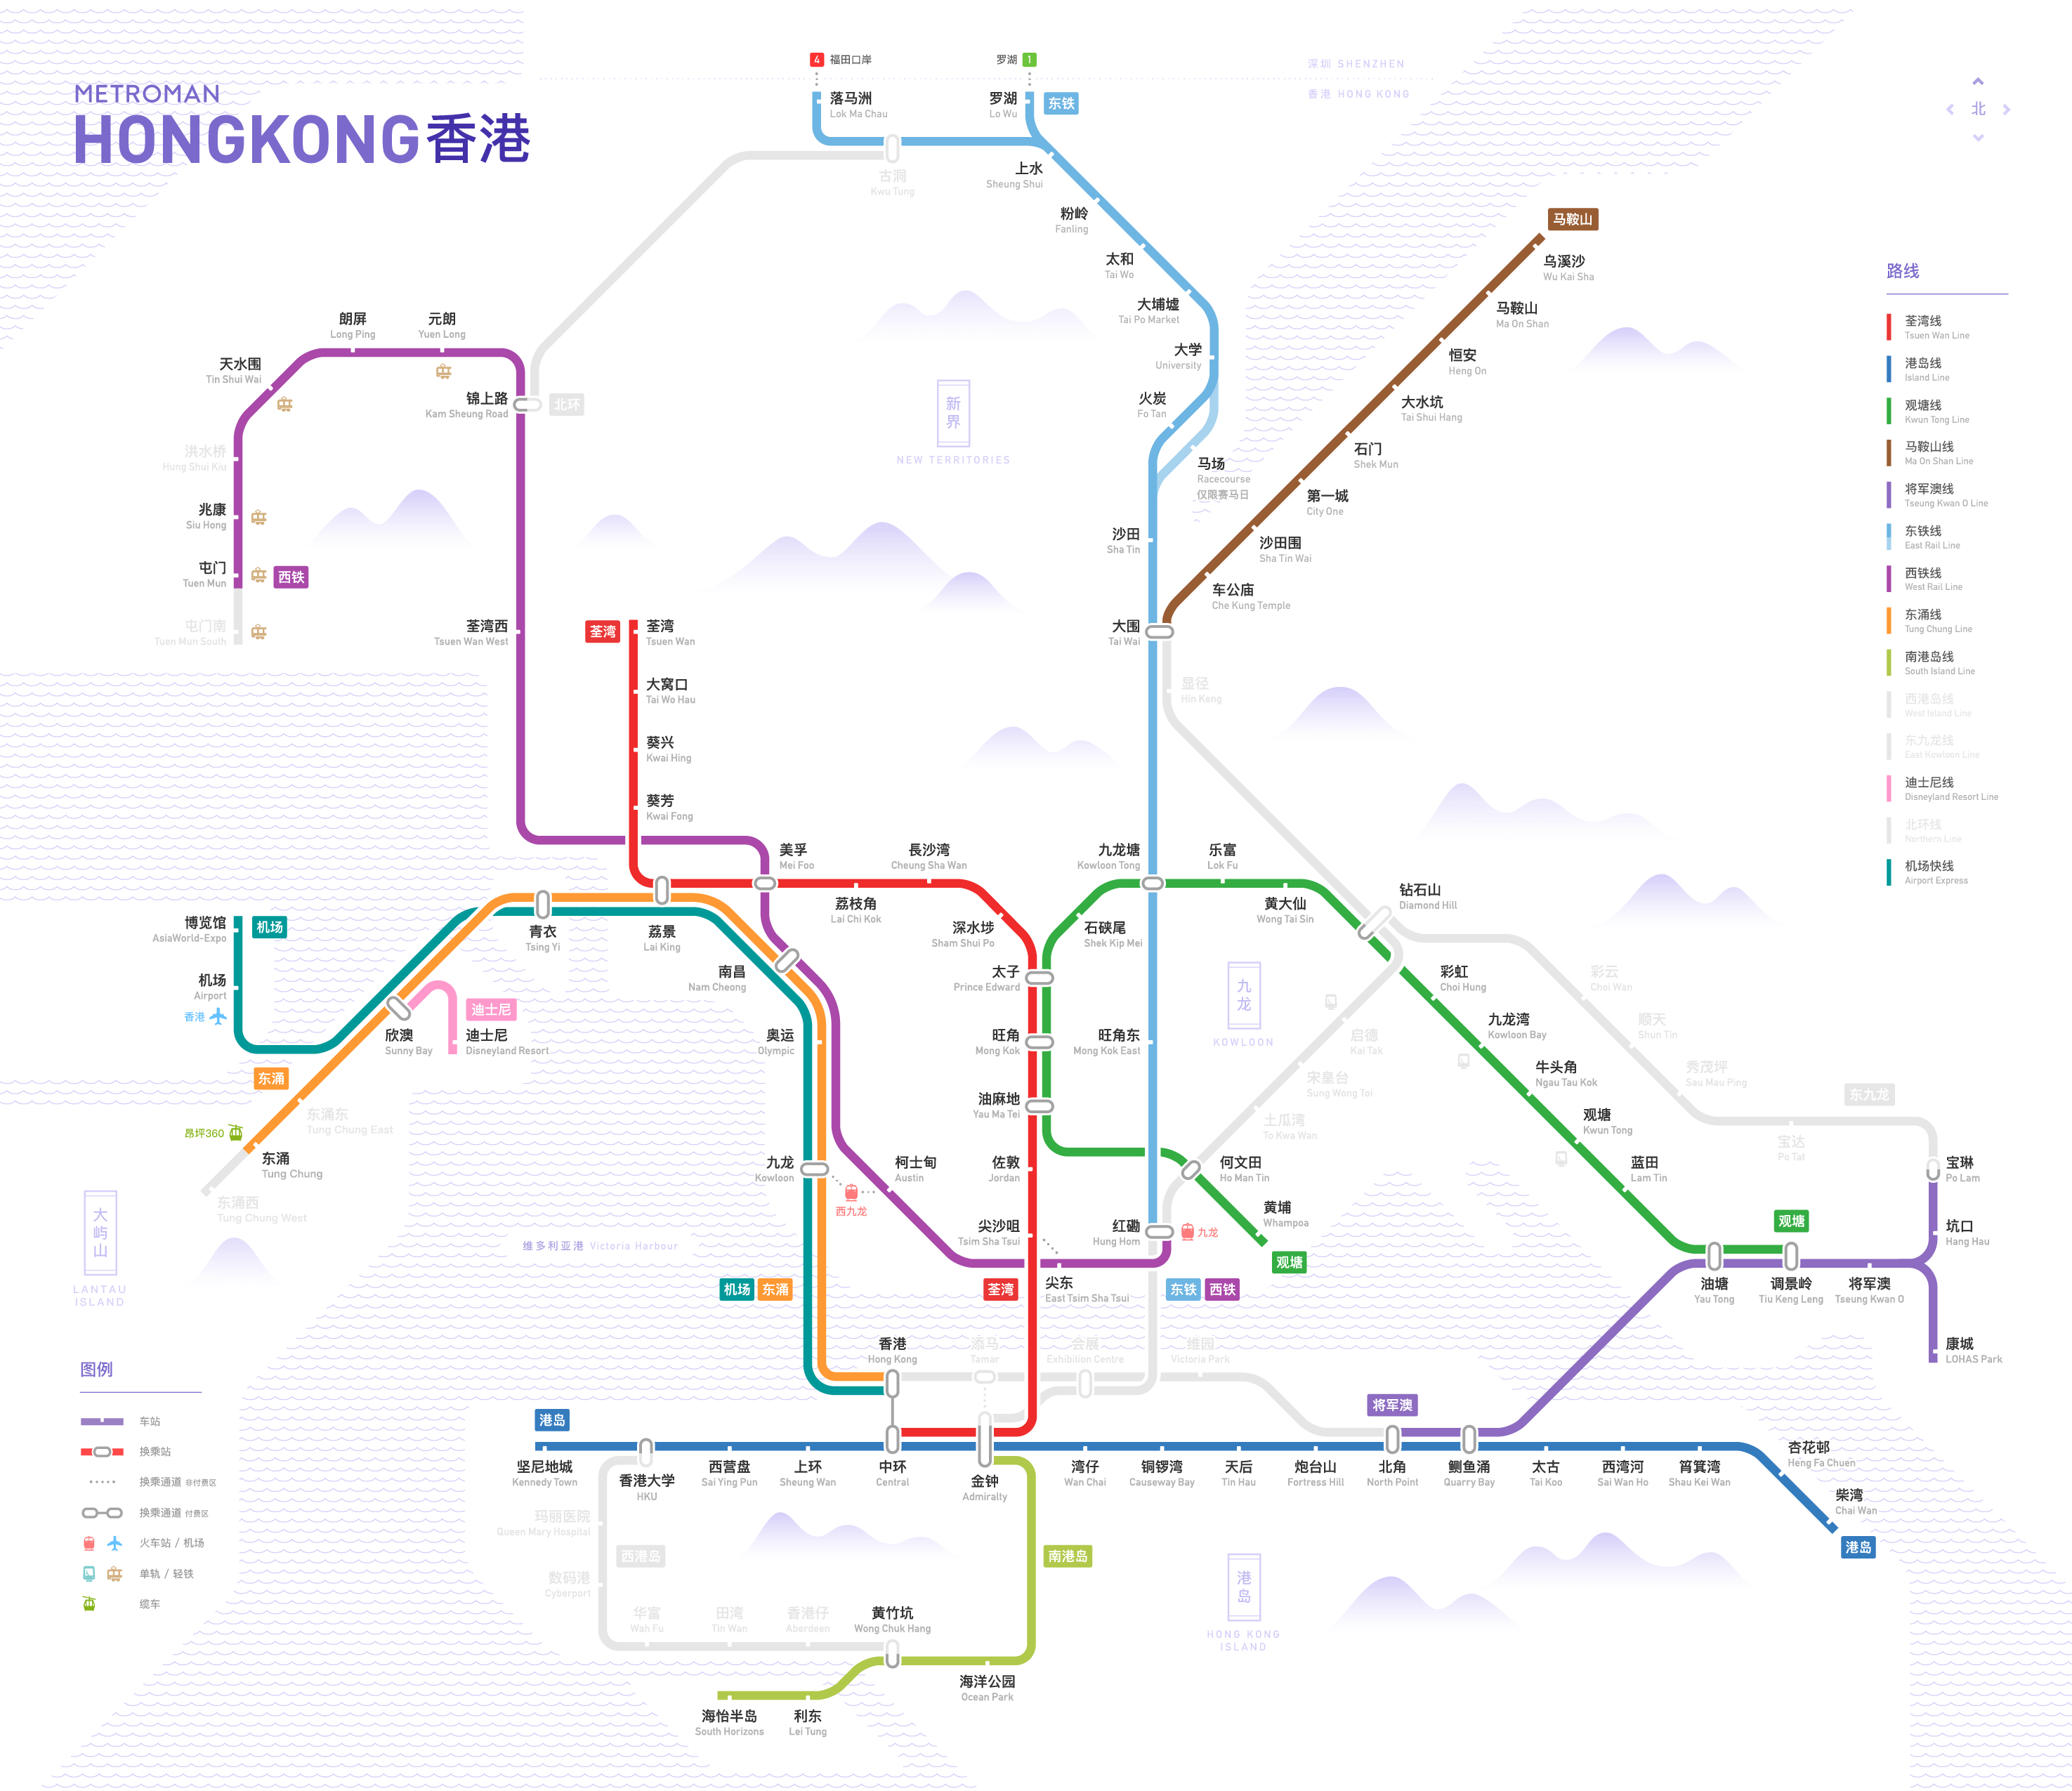 METROMAN
HONGKONG香港
4 福田口岸
罗湖 1
深圳 SHENZHEN
香港 HONG KONG
北
落马洲
Lok Ma Chau
罗湖
Lo Wu
东铁
古洞
Kwu Tung
上水
Sheung Shui
粉岭
Fanling
太和
Tai Wo
大埔墟
Tai Po Market
大学
University
火炭
Fo Tan
马场
Racecourse
仅限赛马日
沙田
Sha Tin
大围
Tai Wai
马鞍山
乌溪沙
Wu Kai Sha
马鞍山
Ma On Shan
恒安
Heng On
大水坑
Tai Shui Hang
石门
Shek Mun
第一城
City One
沙田围
Sha Tin Wai
车公庙
Che Kung Temple
显径
Hin Keng
路线
荃湾线
Tsuen Wan Line
港岛线
Island Line
观塘线
Kwun Tong Line
马鞍山线
Ma On Shan Line
将军澳线
Tseung Kwan O Line
东铁线
East Rail Line
西铁线
West Rail Line
东涌线
Tung Chung Line
南港岛线
South Island Line
西港岛线
West Island Line
东九龙线
East Kowloon Line
迪士尼线
Disneyland Resort Line
北环线
Northern Line
机场快线
Airport Express
朗屏
Long Ping
元朗
Yuen Long
天水围
Tin Shui Wai
锦上路
Kam Sheung Road
北环
洪水桥
Hung Shui Kiu
兆康
Siu Hong
屯门
Tuen Mun
西铁
屯门南
Tuen Mun South
新界
NEW TERRITORIES
荃湾西
Tsuen Wan West
荃湾
荃湾
Tsuen Wan
大窝口
Tai Wo Hau
葵兴
Kwai Hing
葵芳
Kwai Fong
美孚
Mei Foo
長沙湾
Cheung Sha Wan
荔枝角
Lai Chi Kok
深水埗
Sham Shui Po
九龙塘
Kowloon Tong
乐富
Lok Fu
黄大仙
Wong Tai Sin
钻石山
Diamond Hill
石硖尾
Shek Kip Mei
太子
Prince Edward
旺角
Mong Kok
旺角东
Mong Kok East
油麻地
Yau Ma Tei
佐敦
Jordan
尖沙咀
Tsim Sha Tsui
博览馆
AsiaWorld-Expo
机场
机场
Airport
香港
青衣
Tsing Yi
荔景
Lai King
南昌
Nam Cheong
欣澳
Sunny Bay
迪士尼
迪士尼
Disneyland Resort
奥运
Olympic
东涌
东涌东
Tung Chung East
昂坪360
东涌
Tung Chung
东涌西
Tung Chung West
大屿山
LANTAU
ISLAND
九龙
Kowloon
西九龙
柯士甸
Austin
维多利亚港 Victoria Harbour
机场
东涌
荃湾
尖东
East Tsim Sha Tsui
东铁
西铁
红磡
Hung Hom
九龙
何文田
Ho Man Tin
黄埔
Whampoa
观塘
九龙
KOWLOON
启德
Kai Tak
宋皇台
Sung Wong Toi
土瓜湾
To Kwa Wan
彩虹
Choi Hung
九龙湾
Kowloon Bay
牛头角
Ngau Tau Kok
观塘
Kwun Tong
蓝田
Lam Tin
彩云
Choi Wan
顺天
Shun Tin
秀茂坪
Sau Mau Ping
东九龙
宝达
Po Tat
宝琳
Po Lam
坑口
Hang Hau
观塘
油塘
Yau Tong
调景岭
Tiu Keng Leng
将军澳
Tseung Kwan O
康城
LOHAS Park
香港
Hong Kong
添马
Tamar
会展
Exhibition Centre
维园
Victoria Park
将军澳
港岛
坚尼地城
Kennedy Town
香港大学
HKU
西营盘
Sai Ying Pun
上环
Sheung Wan
中环
Central
金钟
Admiralty
湾仔
Wan Chai
铜锣湾
Causeway Bay
天后
Tin Hau
炮台山
Fortress Hill
北角
North Point
鲗鱼涌
Quarry Bay
太古
Tai Koo
西湾河
Sai Wan Ho
筲箕湾
Shau Kei Wan
杏花邨
Heng Fa Chuen
柴湾
Chai Wan
港岛
玛丽医院
Queen Mary Hospital
西港岛
数码港
Cyberport
华富
Wah Fu
田湾
Tin Wan
香港仔
Aberdeen
黄竹坑
Wong Chuk Hang
南港岛
海洋公园
Ocean Park
海怡半岛
South Horizons
利东
Lei Tung
港岛
HONG KONG
ISLAND
图例
车站
换乘站
换乘通道 非付费区
换乘通道 付费区
火车站 / 机场
单轨 / 轻铁
缆车